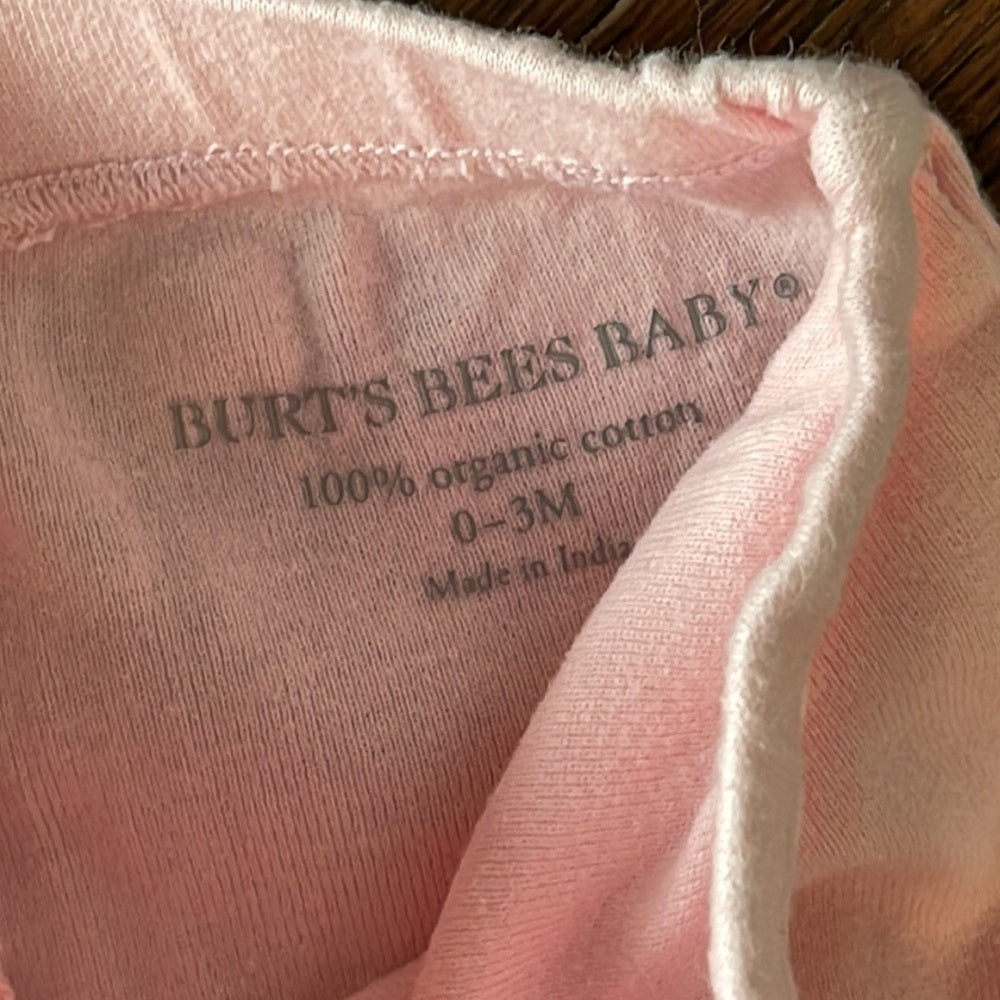 BURT'S BEES BABY®
100% organic cotton
0-3M
Made in India